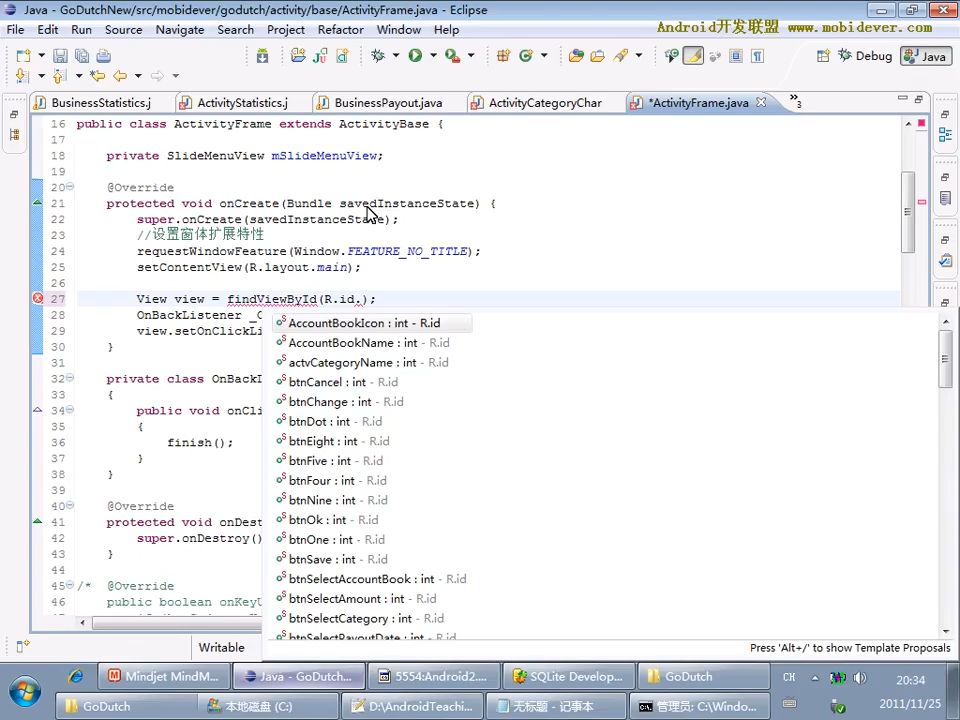 Java - GoDutchNew/src/mobidever/godutch/activity/base/ActivityFrame.java - Eclipse
File Edit Run Source Navigate Search Project Refactor Window Help
Android开发联盟 www.mobidever.com
Debug Java
BusinessStatistics.j ActivityStatistics.j BusinessPayout.java ActivityCategoryChar *ActivityFrame.java 3
16 public class ActivityFrame extends ActivityBase {
17
18 private SlideMenuView mSlideMenuView;
19
20 @Override
21 protected void onCreate(Bundle savedInstanceState) {
22 super.onCreate(savedInstanceState);
23 //设置窗体扩展特性
24 requestWindowFeature(Window.FEATURE_NO_TITLE);
25 setContentView(R.layout.main);
26
27 View view = findViewById(R.id.);
28 OnBackListener _O
29 view.setOnClickLi
30 }
31
32 private class OnBackL
33 {
34 public void onCli
35 {
36 finish();
37 }
38 }
39
40 @Override
41 protected void onDest
42 super.onDestroy()
43 }
44
45 /* @Override
46 public boolean onKeyU
AccountBookIcon : int - R.id
AccountBookName : int - R.id
actvCategoryName : int - R.id
btnCancel : int - R.id
btnChange : int - R.id
btnDot : int - R.id
btnEight : int - R.id
btnFive : int - R.id
btnFour : int - R.id
btnNine : int - R.id
btnOk : int - R.id
btnOne : int - R.id
btnSave : int - R.id
btnSelectAccountBook : int - R.id
btnSelectAmount : int - R.id
btnSelectCategory : int - R.id
btnSelectPayoutDate : int - R.id
Press 'Alt+/' to show Template Proposals
Writable
Mindjet MindM... Java - GoDutch... 5554:Android2.... SQLite Develop... GoDutch CH 20:34
GoDutch 本地磁盘 (C:) D:\AndroidTeachi... 无标题 - 记事本 管理员: C:\Windo... 2011/11/25